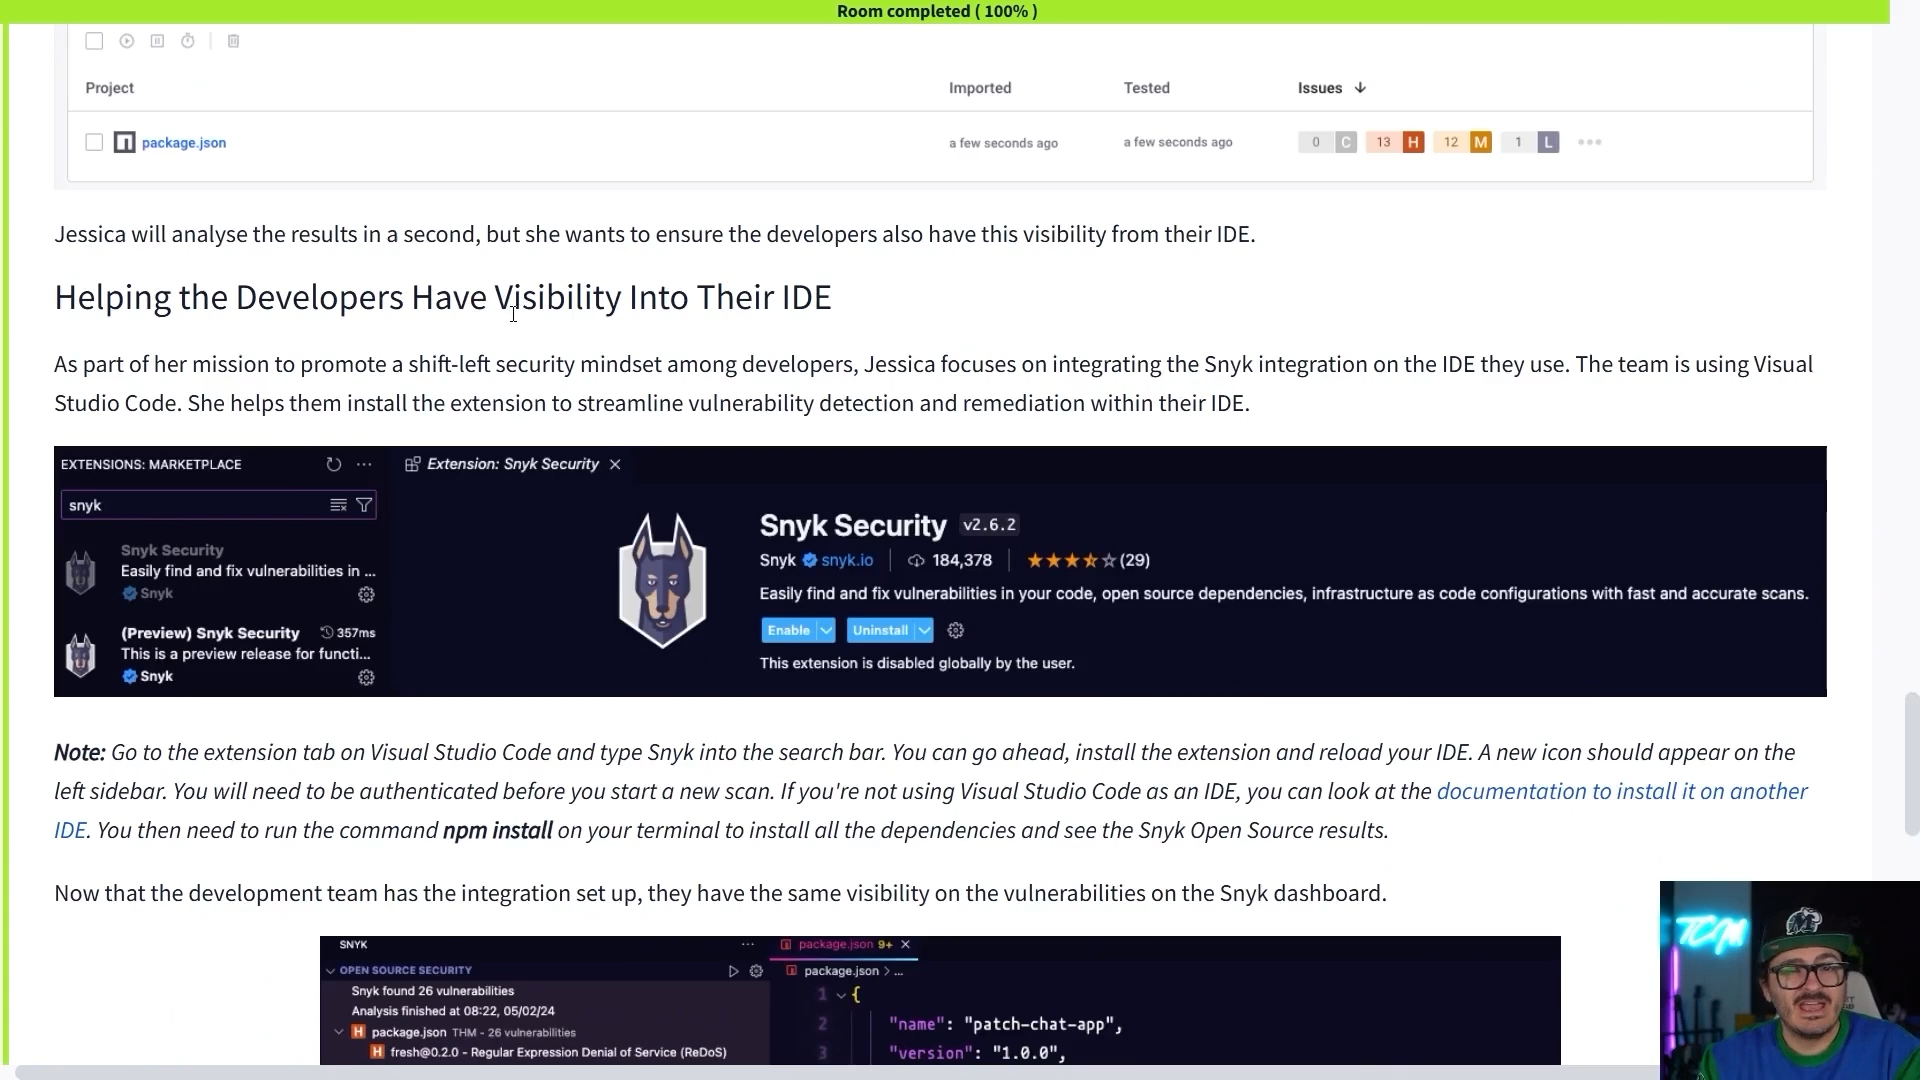 Room completed ( 100% )
Project Imported Tested Issues
package.json a few seconds ago a few seconds ago 0 C 13 H 12 M 1 L
Jessica will analyse the results in a second, but she wants to ensure the developers also have this visibility from their IDE.
Helping the Developers Have Visibility Into Their IDE
As part of her mission to promote a shift-left security mindset among developers, Jessica focuses on integrating the Snyk integration on the IDE they use. The team is using Visual
Studio Code. She helps them install the extension to streamline vulnerability detection and remediation within their IDE.
EXTENSIONS: MARKETPLACE
snyk
Snyk Security
Easily find and fix vulnerabilities in ...
Snyk
(Preview) Snyk Security 357ms
This is a preview release for functi...
Snyk
Extension: Snyk Security
Snyk Security v2.6.2
Snyk snyk.io 184,378 (29)
Easily find and fix vulnerabilities in your code, open source dependencies, infrastructure as code configurations with fast and accurate scans.
Enable Uninstall
This extension is disabled globally by the user.
Note: Go to the extension tab on Visual Studio Code and type Snyk into the search bar. You can go ahead, install the extension and reload your IDE. A new icon should appear on the
left sidebar. You will need to be authenticated before you start a new scan. If you're not using Visual Studio Code as an IDE, you can look at the documentation to install it on another
IDE. You then need to run the command npm install on your terminal to install all the dependencies and see the Snyk Open Source results.
Now that the development team has the integration set up, they have the same visibility on the vulnerabilities on the Snyk dashboard.
SNYK
OPEN SOURCE SECURITY
Snyk found 26 vulnerabilities
Analysis finished at 08:22, 05/02/24
package.json THM - 26 vulnerabilities
fresh@0.2.0 - Regular Expression Denial of Service (ReDoS)
package.json 9+
package.json > ...
1 {
2 "name": "patch-chat-app",
3 "version": "1.0.0",
TCM